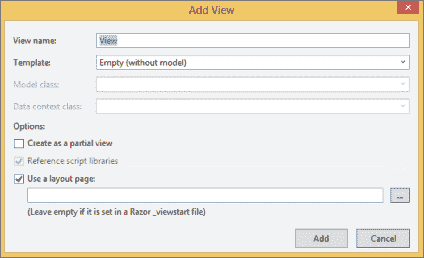 Add View
View name:
View
Template:
Empty (without model)
Model class:
Data context class:
Options:
Create as a partial view
Reference script libraries
Use a layout page:
...
(Leave empty if it is set in a Razor _viewstart file)
Add
Cancel